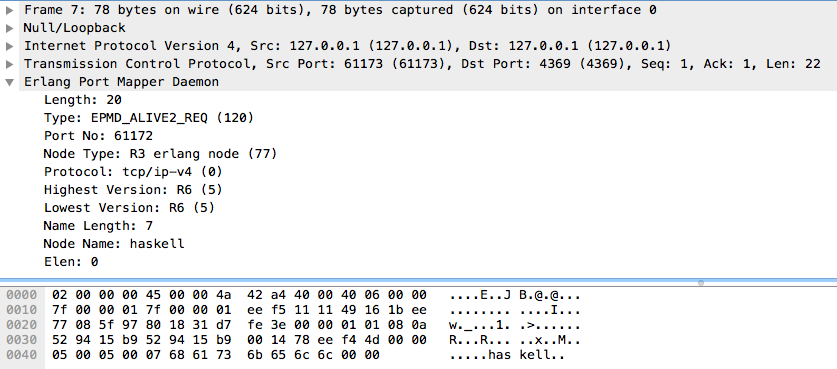 Frame 7: 78 bytes on wire (624 bits), 78 bytes captured (624 bits) on interface 0
Null/Loopback
Internet Protocol Version 4, Src: 127.0.0.1 (127.0.0.1), Dst: 127.0.0.1 (127.0.0.1)
Transmission Control Protocol, Src Port: 61173 (61173), Dst Port: 4369 (4369), Seq: 1, Ack: 1, Len: 22
Erlang Port Mapper Daemon
Length: 20
Type: EPMD_ALIVE2_REQ (120)
Port No: 61172
Node Type: R3 erlang node (77)
Protocol: tcp/ip-v4 (0)
Highest Version: R6 (5)
Lowest Version: R6 (5)
Name Length: 7
Node Name: haskell
Elen: 0
0000 02 00 00 00 45 00 00 4a 42 a4 40 00 40 06 00 00 ....E..J B.@.@...
0010 7f 00 00 01 7f 00 00 01 ee f5 11 11 49 16 1b ee ........ ....I...
0020 77 08 5f 97 80 18 31 d7 fe 3e 00 00 01 01 08 0a w._...1. .>......
0030 52 94 15 b9 52 94 15 b9 00 14 78 ee f4 4d 00 00 R...R... ..x..M..
0040 05 00 05 00 07 68 61 73 6b 65 6c 6c 00 00 .....has kell..